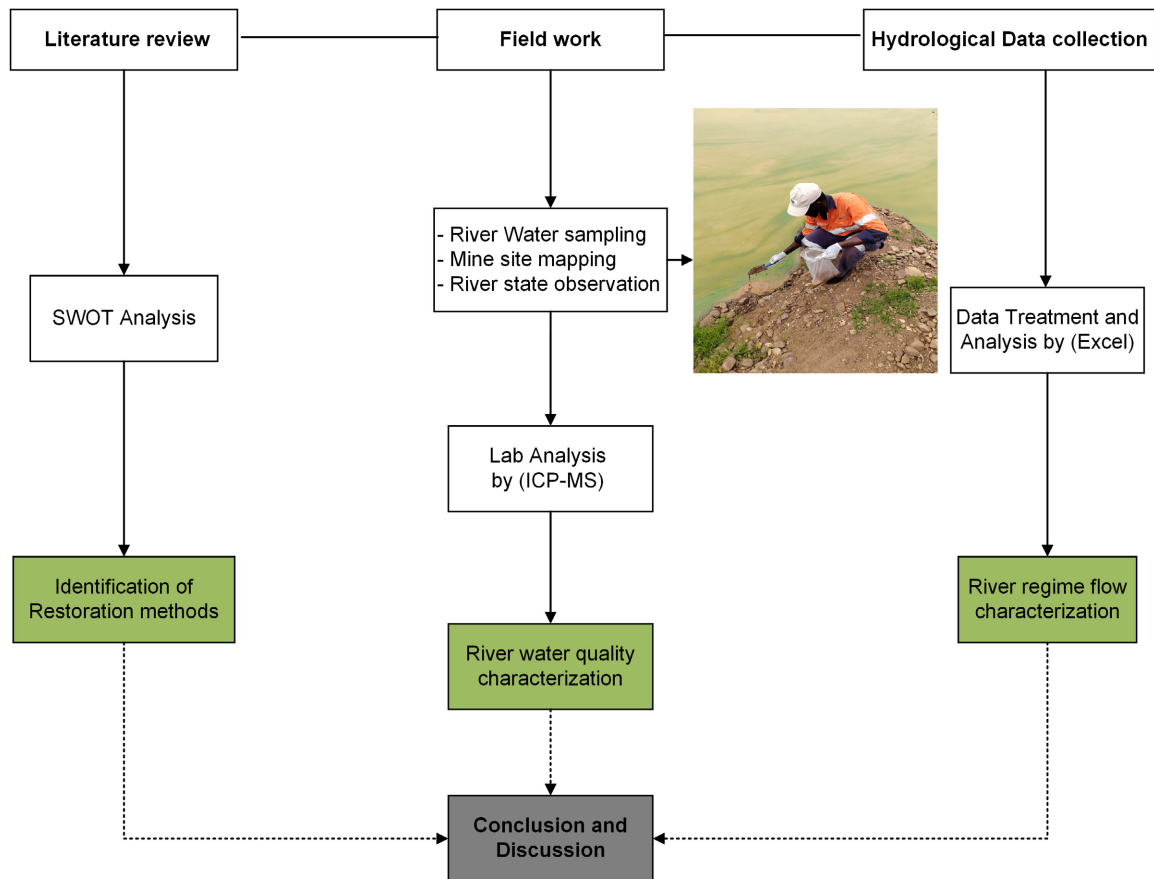 Literature review
Field work
Hydrological Data collection
- River Water sampling
- Mine site mapping
- River state observation
SWOT Analysis
Data Treatment and
Analysis by (Excel)
Lab Analysis
by (ICP-MS)
Identification of
Restoration methods
River regime flow
characterization
River water quality
characterization
Conclusion and
Discussion